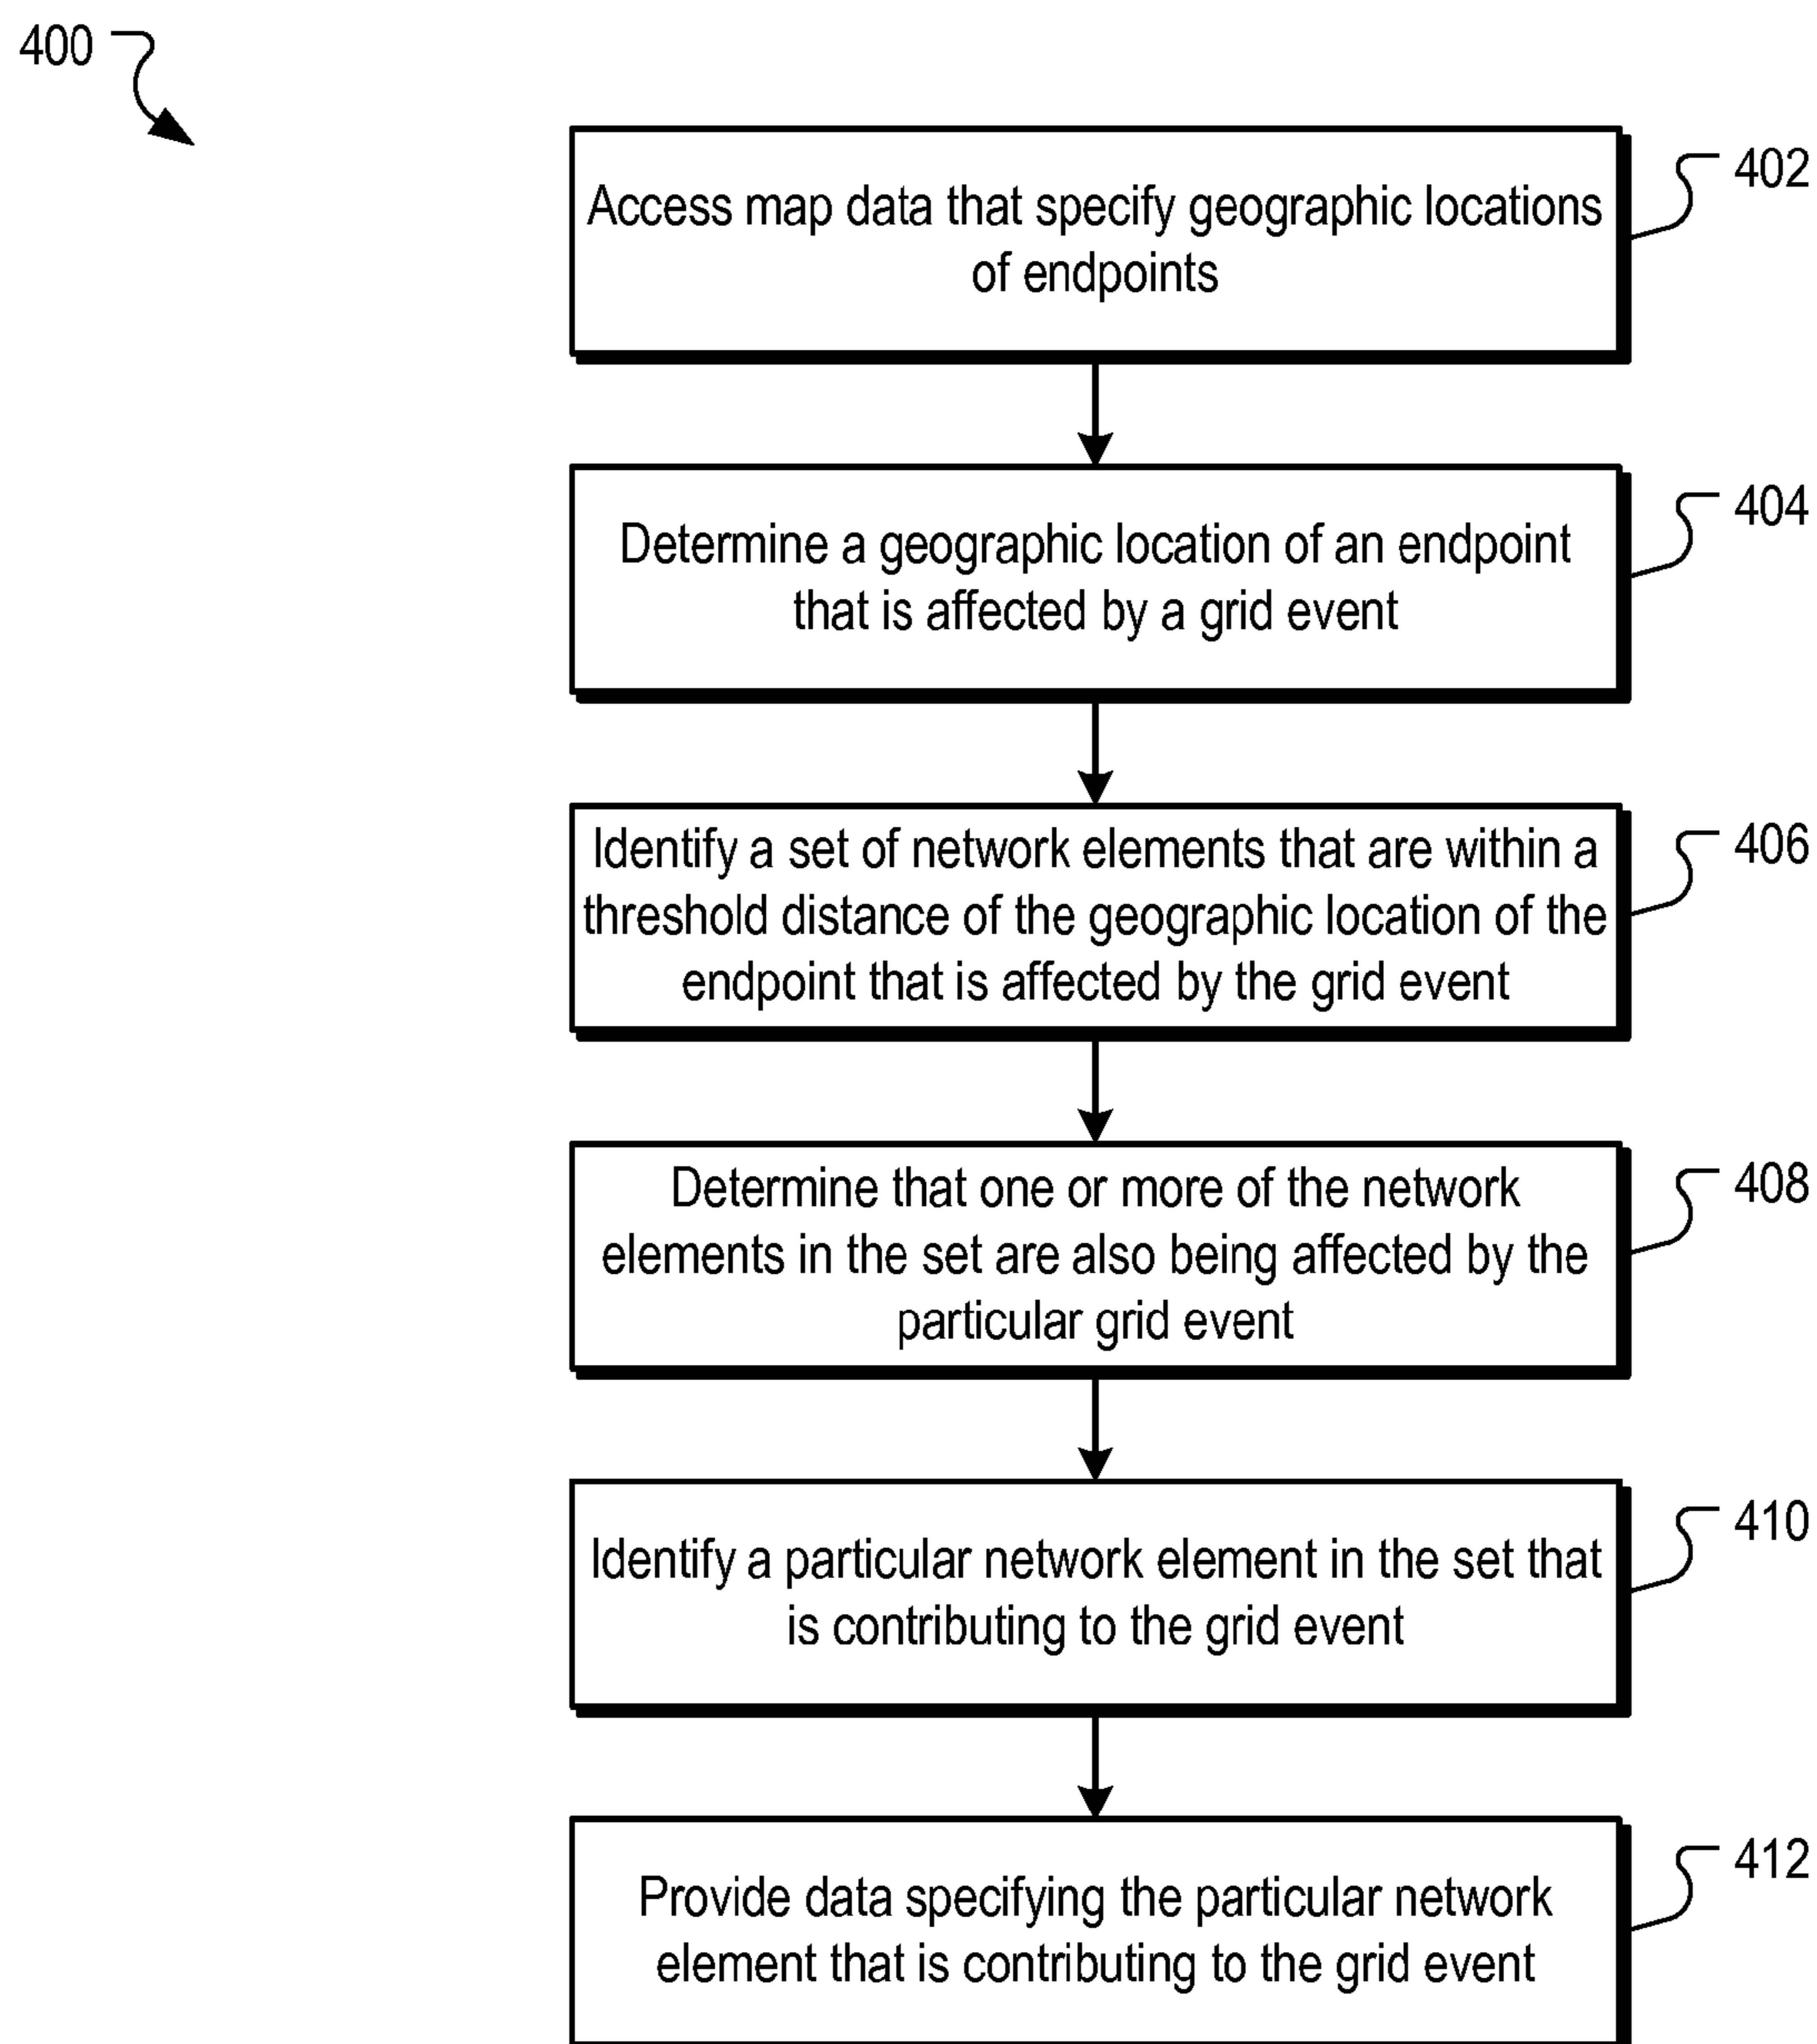 400
Access map data that specify geographic locations
of endpoints
402
Determine a geographic location of an endpoint
that is affected by a grid event
404
Identify a set of network elements that are within a
threshold distance of the geographic location of the
endpoint that is affected by the grid event
406
Determine that one or more of the network
elements in the set are also being affected by the
particular grid event
408
Identify a particular network element in the set that
is contributing to the grid event
410
Provide data specifying the particular network
element that is contributing to the grid event
412